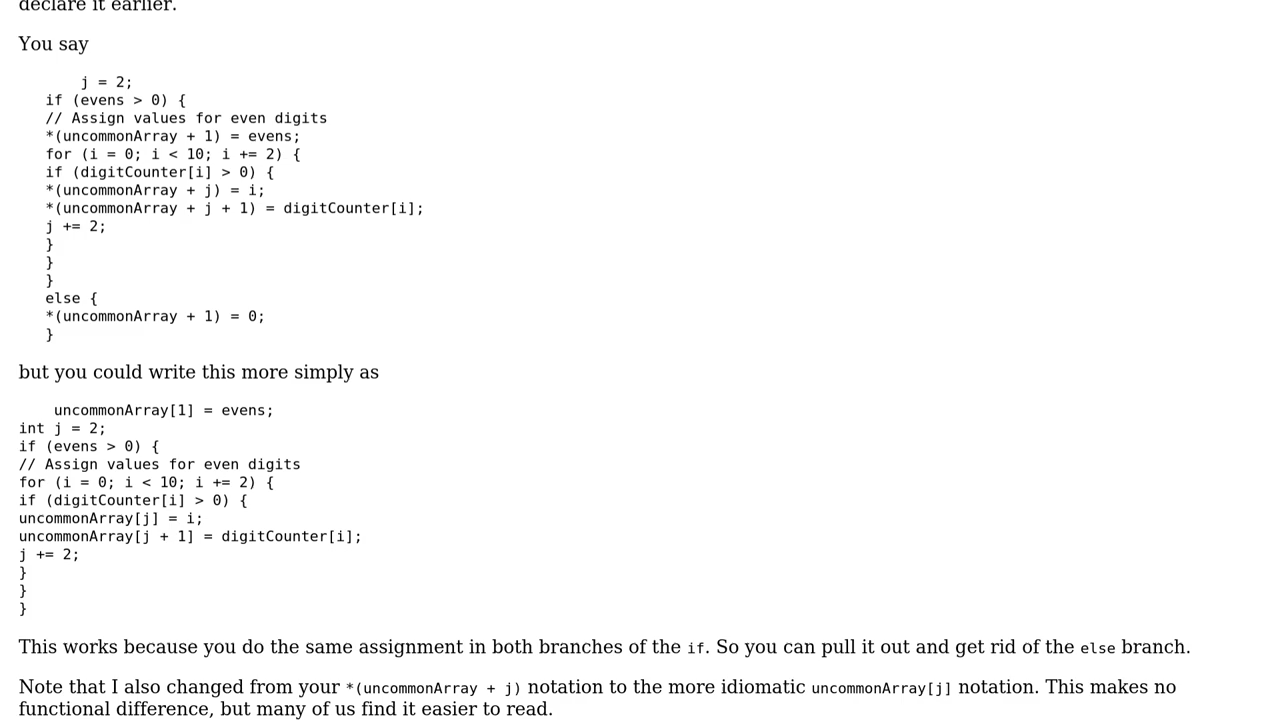 declare it earlier.
You say
j = 2;
if (evens > 0) {
// Assign values for even digits
*(uncommonArray + 1) = evens;
for (i = 0; i < 10; i += 2) {
if (digitCounter[i] > 0) {
*(uncommonArray + j) = i;
*(uncommonArray + j + 1) = digitCounter[i];
j += 2;
}
}
}
else {
*(uncommonArray + 1) = 0;
}
but you could write this more simply as
uncommonArray[1] = evens;
int j = 2;
if (evens > 0) {
// Assign values for even digits
for (i = 0; i < 10; i += 2) {
if (digitCounter[i] > 0) {
uncommonArray[j] = i;
uncommonArray[j + 1] = digitCounter[i];
j += 2;
}
}
}
This works because you do the same assignment in both branches of the if. So you can pull it out and get rid of the else branch.
Note that I also changed from your *(uncommonArray + j) notation to the more idiomatic uncommonArray[j] notation. This makes no
functional difference, but many of us find it easier to read.